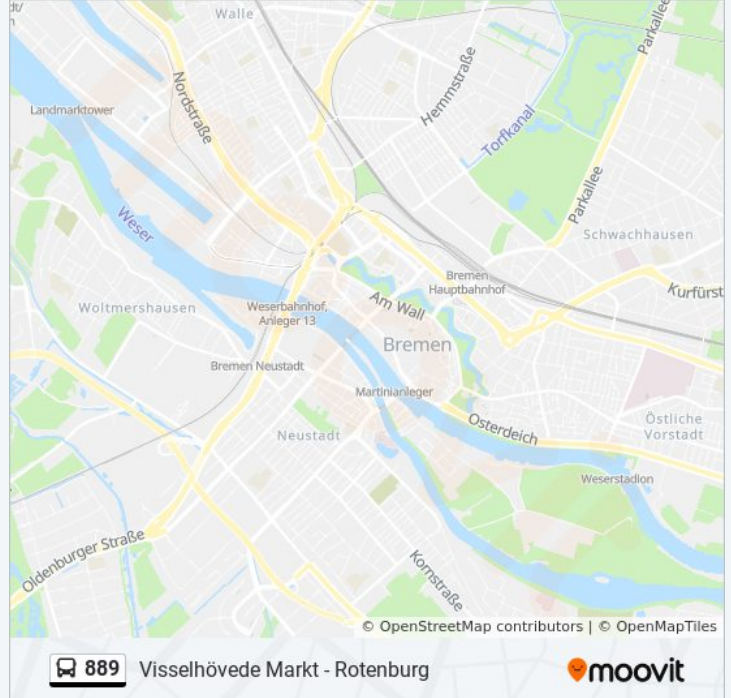 Walle
Parkallee
Nordstraße
Hemmstraße
Landmarktower
Torfkanal
Parkallee
Weser
Schwachhausen
Bremen
Hauptbahnhof
Kurfürst
Woltmershausen
Weserbahnhof,
Anleger 13
Am Wall
Bremen
Bremen Neustadt
Martinianleger
Neustadt
Osterdeich
Östliche
Vorstadt
Weserstadion
Oldenburger Straße
Kornstraße
© OpenStreetMap contributors | © OpenMapTiles
889 Visselhövede Markt - Rotenburg
moovit